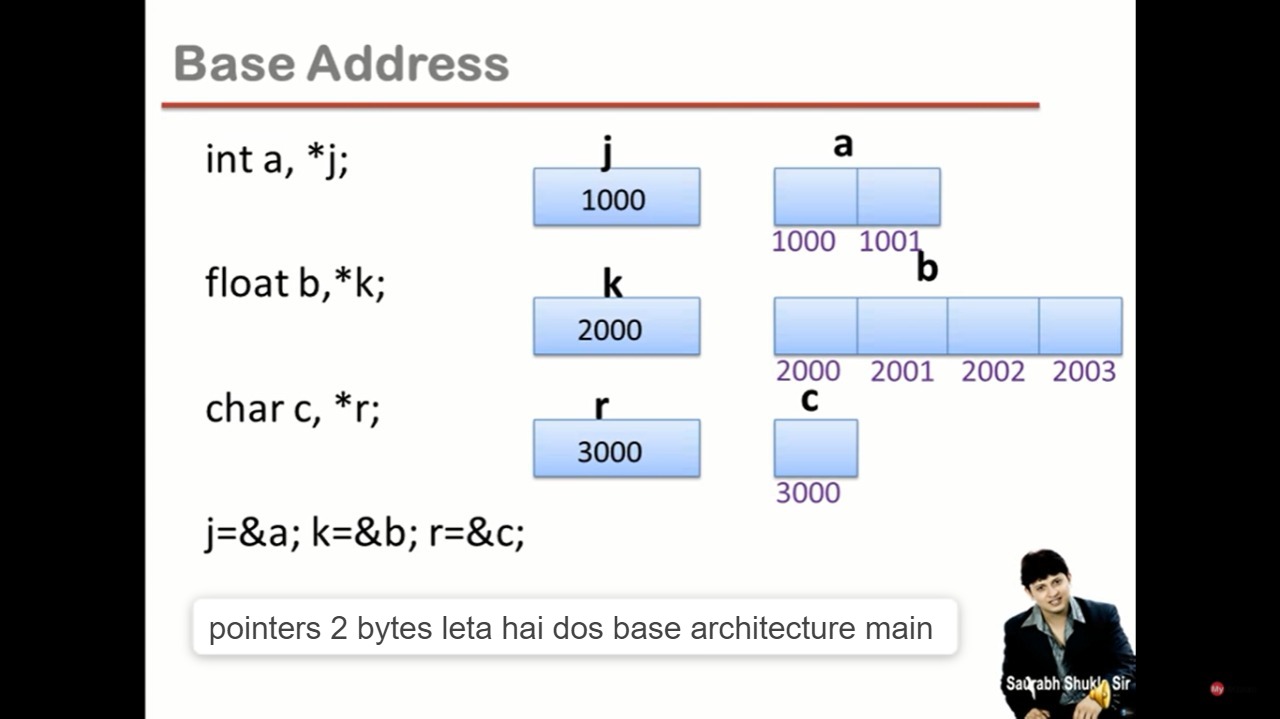 Base Address
int a, *j;
j
a
1000
1000 1001
float b,*k;
k
b
2000
2000 2001 2002 2003
char c, *r;
r
c
3000
3000
j=&a; k=&b; r=&c;
pointers 2 bytes leta hai dos base architecture main
Saurabh Shukla Sir
My